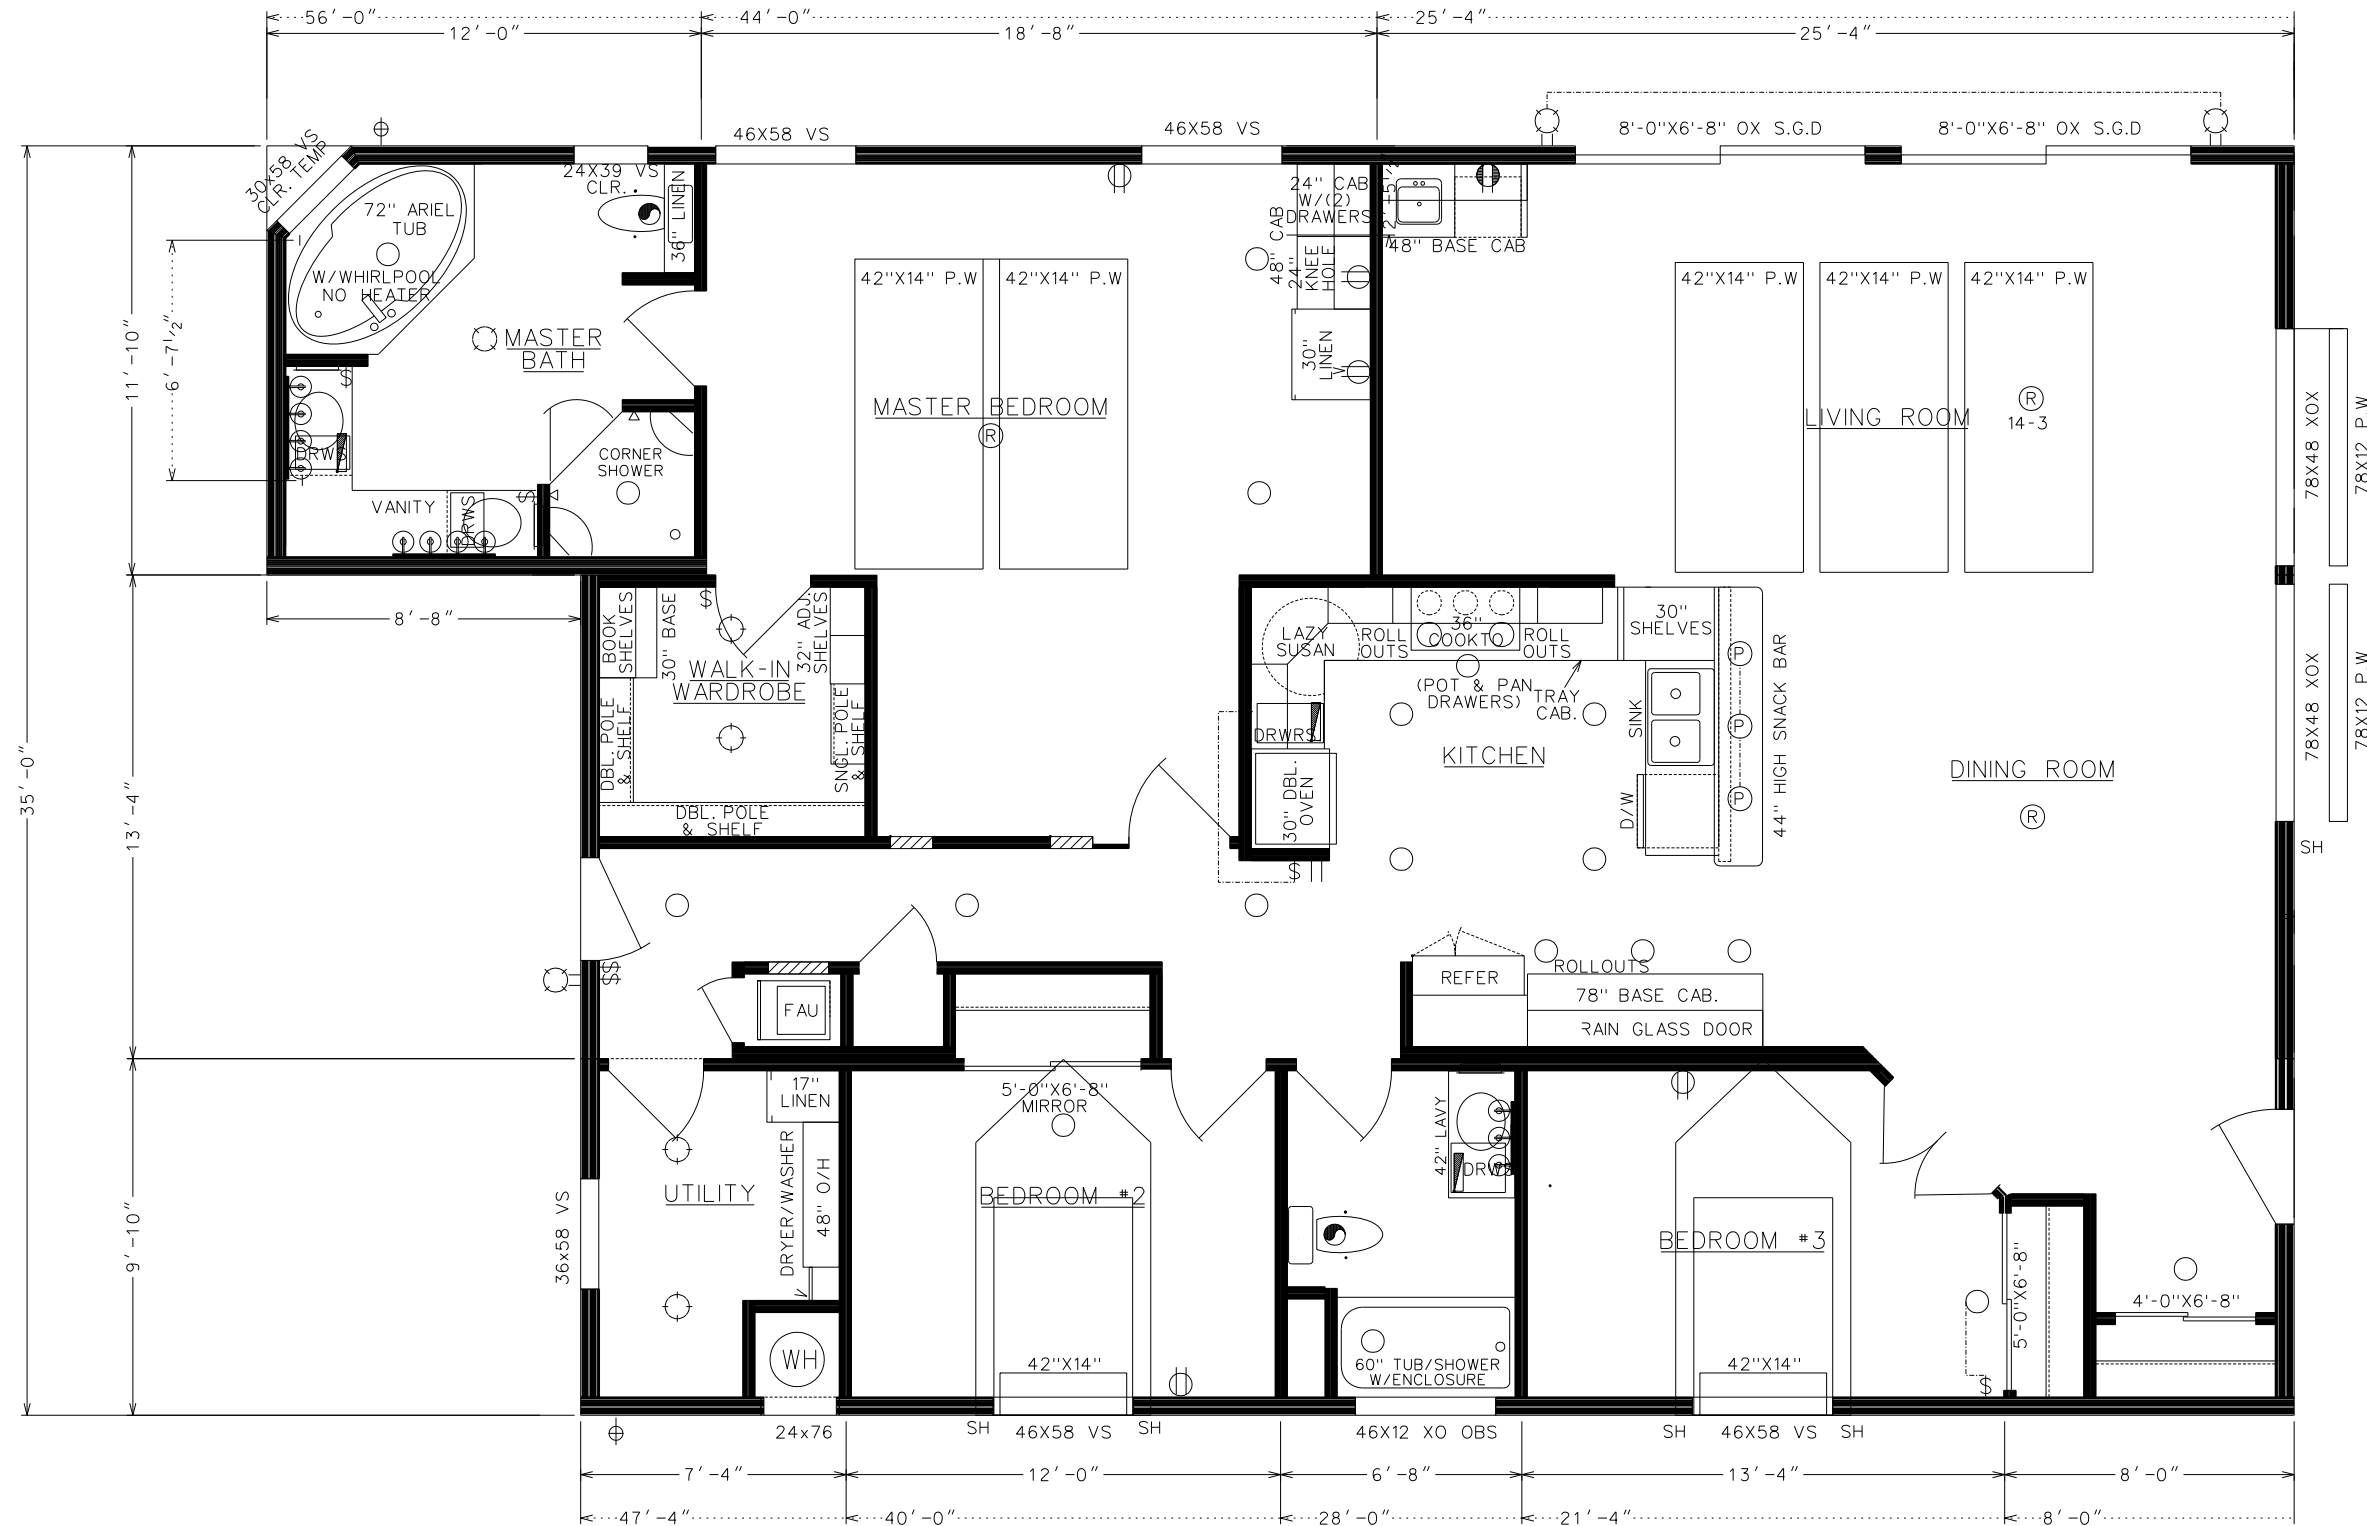 56'-0"
44'-0"
25'-4"
12'-0"
18'-8"
25'-4"
30x58 VS
CLR. TEMP
46X58 VS
46X58 VS
8'-0"X6'-8" OX S.G.D
8'-0"X6'-8" OX S.G.D
24X39 VS
CLR.
36" LINEN
72" ARIEL
TUB
W/WHIRLPOOL
NO HEATER
24" CAB
W/(2)
DRAWERS
48" CAB
24"
KNEE
HOLE
30"
LINEN
48" BASE CAB
42"X14" P.W
42"X14" P.W
42"X14" P.W
42"X14" P.W
42"X14" P.W
MASTER
BATH
MASTER BEDROOM
R
LIVING ROOM
R
14-3
78X48 XOX
78X12 P.W
11'-10"
6'-7 1/2"
$
DRWS
VANITY
DRWS
$
CORNER
SHOWER
8'-8"
BOOK
SHELVES
30" BASE
$
32" ADJ.
SHELVES
WALK-IN
WARDROBE
DBL. POLE
& SHELF
SNGL. POLE
& SHELF
DBL. POLE
& SHELF
LAZY
SUSAN
ROLL
OUTS
36"
COOKTO
ROLL
OUTS
30"
SHELVES
(POT & PAN
DRAWERS)
TRAY
CAB.
SINK
P
P
P
44" HIGH SNACK BAR
DRWRS
KITCHEN
30" DBL.
OVEN
D/W
DINING ROOM
R
78X48 XOX
78X12 P.W
SH
35'-0"
13'-4"
$
$$
FAU
REFER
ROLLOUTS
78" BASE CAB.
RAIN GLASS DOOR
17"
LINEN
5'-0"X6'-8"
MIRROR
DRYER/WASHER
48" O/H
UTILITY
BEDROOM #2
42" LAVY
DRWS
BEDROOM #3
36x58 VS
9'-10"
5'-0"X6'-8"
4'-0"X6'-8"
WH
42"X14"
60" TUB/SHOWER
W/ENCLOSURE
42"X14"
$
24x76
SH
46X58 VS
SH
46X12 XO OBS
SH
46X58 VS
SH
7'-4"
12'-0"
6'-8"
13'-4"
8'-0"
47'-4"
40'-0"
28'-0"
21'-4"
8'-0"